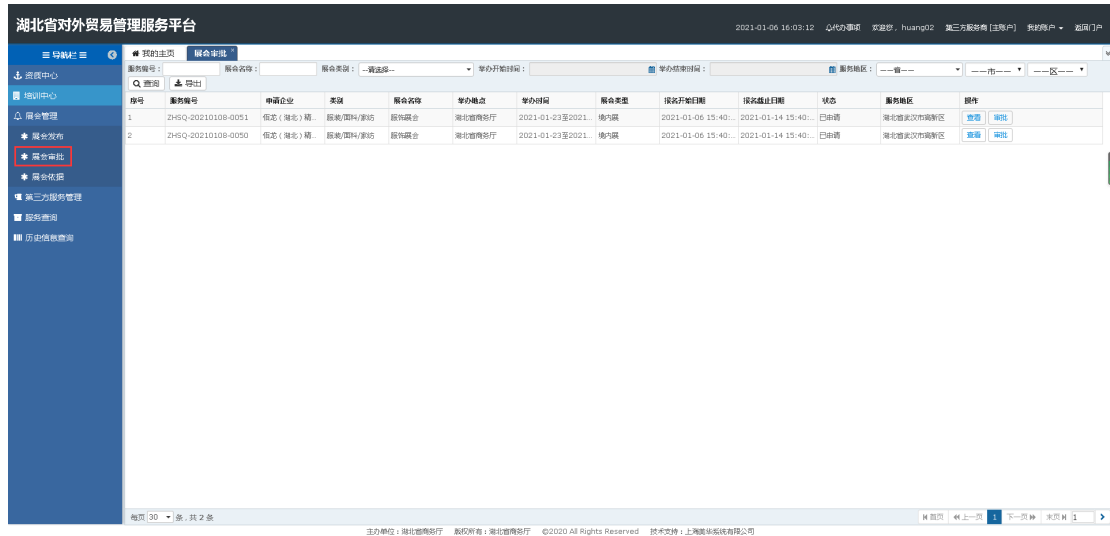 湖北省对外贸易管理服务平台
2021-01-06 16:03:12 代办事项 欢迎您, huang02 第三方服务商 [主账户] 我的账户 返回门户
导航栏
我的主页 展会审批 ×
资质中心
培训中心
展会管理
展会发布
展会审批
展会依据
第三方服务管理
服务查询
历史信息查询
服务编号: 展会名称: 展会类别: --请选择-- 举办开始时间: 举办结束时间: 服务地区: ——省—— ——市—— ——区——
查询 导出
序号 服务编号 申请企业 类别 展会名称 举办地点 举办时间 展会类型 报名开始日期 报名截止日期 状态 服务地区 操作
1 ZHSQ-20210108-0051 佰龙(湖北)精... 服装/面料/家纺 服饰展会 湖北省商务厅 2021-01-23至2021... 境内展 2021-01-06 15:40:... 2021-01-14 15:40:... 已申请 湖北省武汉市高新区 查看 审批
2 ZHSQ-20210108-0050 佰龙(湖北)精... 服装/面料/家纺 服饰展会 湖北省商务厅 2021-01-23至2021... 境内展 2021-01-06 15:40:... 2021-01-14 15:40:... 已申请 湖北省武汉市高新区 查看 审批
每页 30 条,共 2 条
首页 上一页 1 下一页 末页 1
主办单位:湖北省商务厅 版权所有:湖北省商务厅 ©2020 All Rights Reserved 技术支持:上海美华系统有限公司